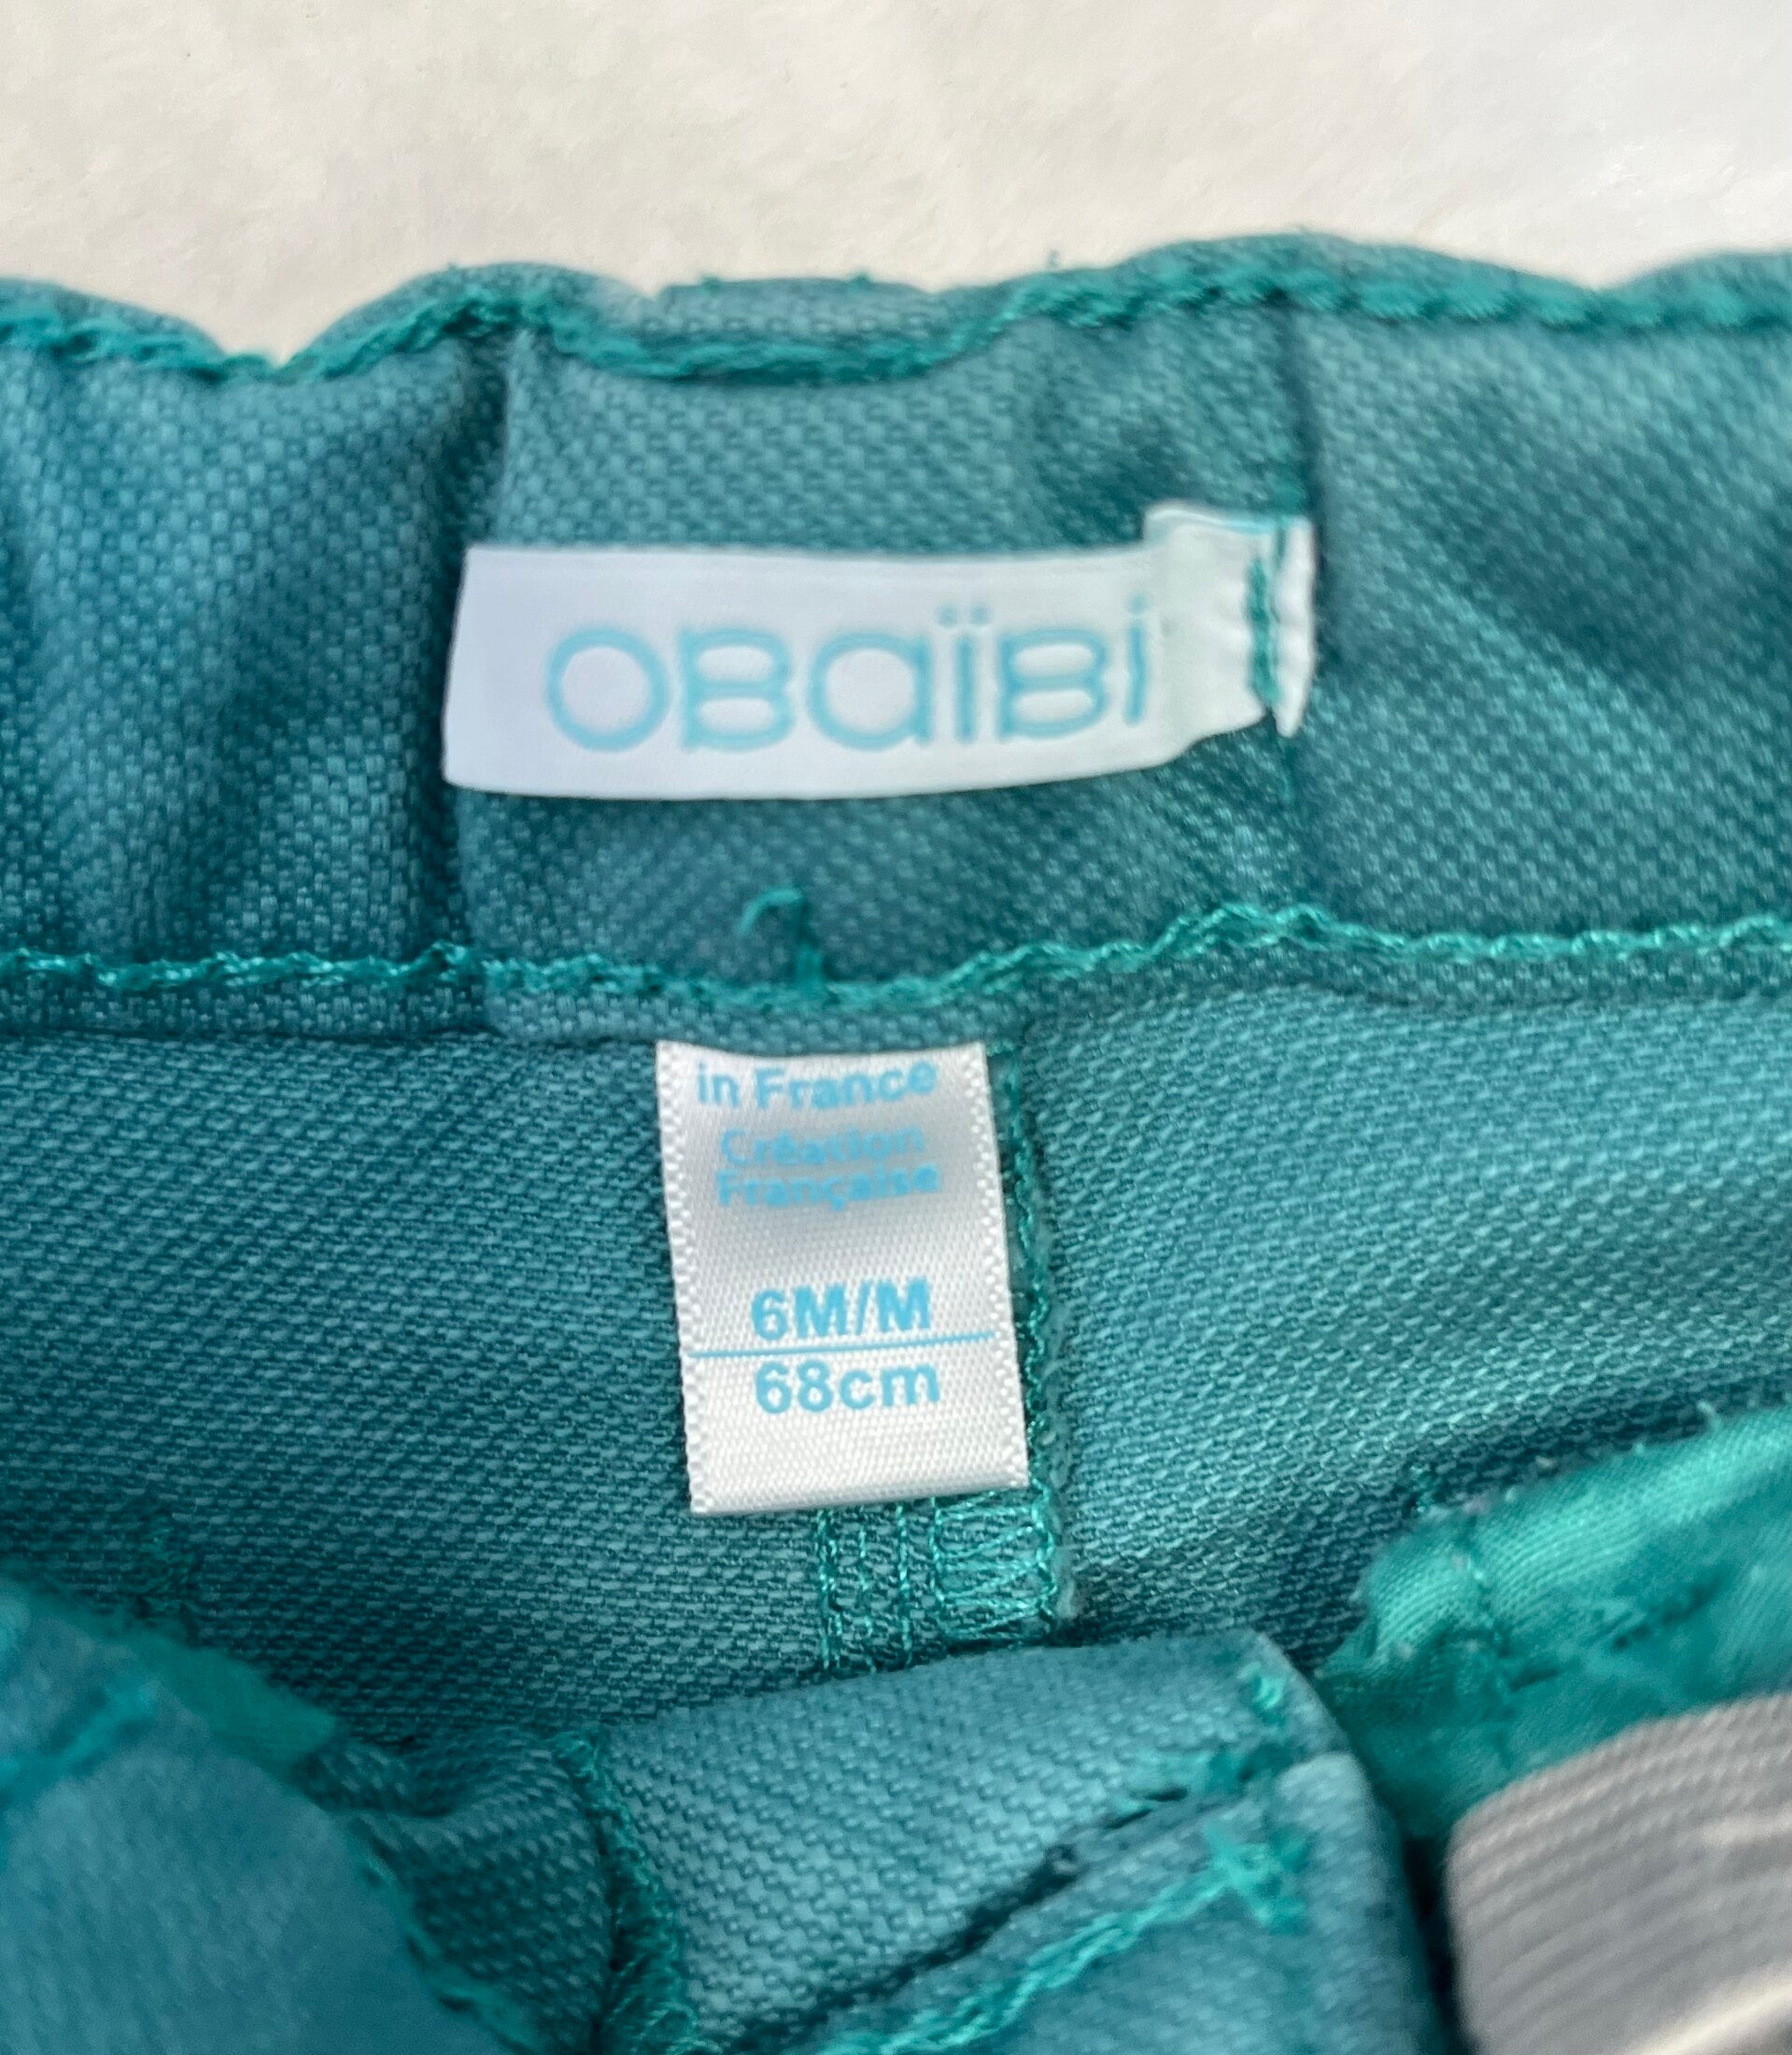 OBaïBi
in France
Création
Française
6M/M
68cm